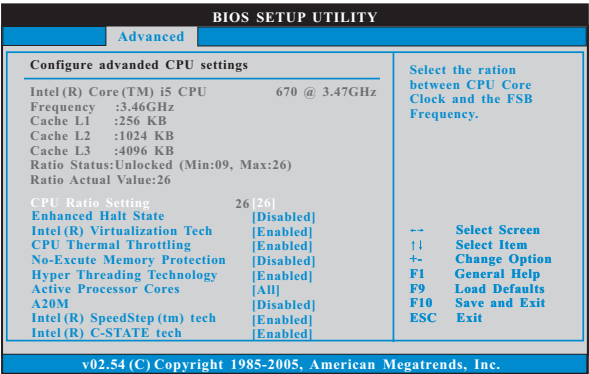 BIOS SETUP UTILITY
Advanced
Configure advanded CPU settings
Intel(R) Core(TM) i5 CPU 670 @ 3.47GHz
Frequency :3.46GHz
Cache L1 :256 KB
Cache L2 :1024 KB
Cache L3 :4096 KB
Ratio Status:Unlocked (Min:09, Max:26)
Ratio Actual Value:26
CPU Ratio Setting 26 [26]
Enhanced Halt State [Disabled]
Intel(R) Virtualization Tech [Enabled]
CPU Thermal Throttling [Enabled]
No-Excute Memory Protection [Disabled]
Hyper Threading Technology [Enabled]
Active Processor Cores [All]
A20M [Disabled]
Intel(R) SpeedStep(tm) tech [Enabled]
Intel(R) C-STATE tech [Enabled]
Select the ration
between CPU Core
Clock and the FSB
Frequency.
←→ Select Screen
↑↓ Select Item
+- Change Option
F1 General Help
F9 Load Defaults
F10 Save and Exit
ESC Exit
v02.54 (C) Copyright 1985-2005, American Megatrends, Inc.